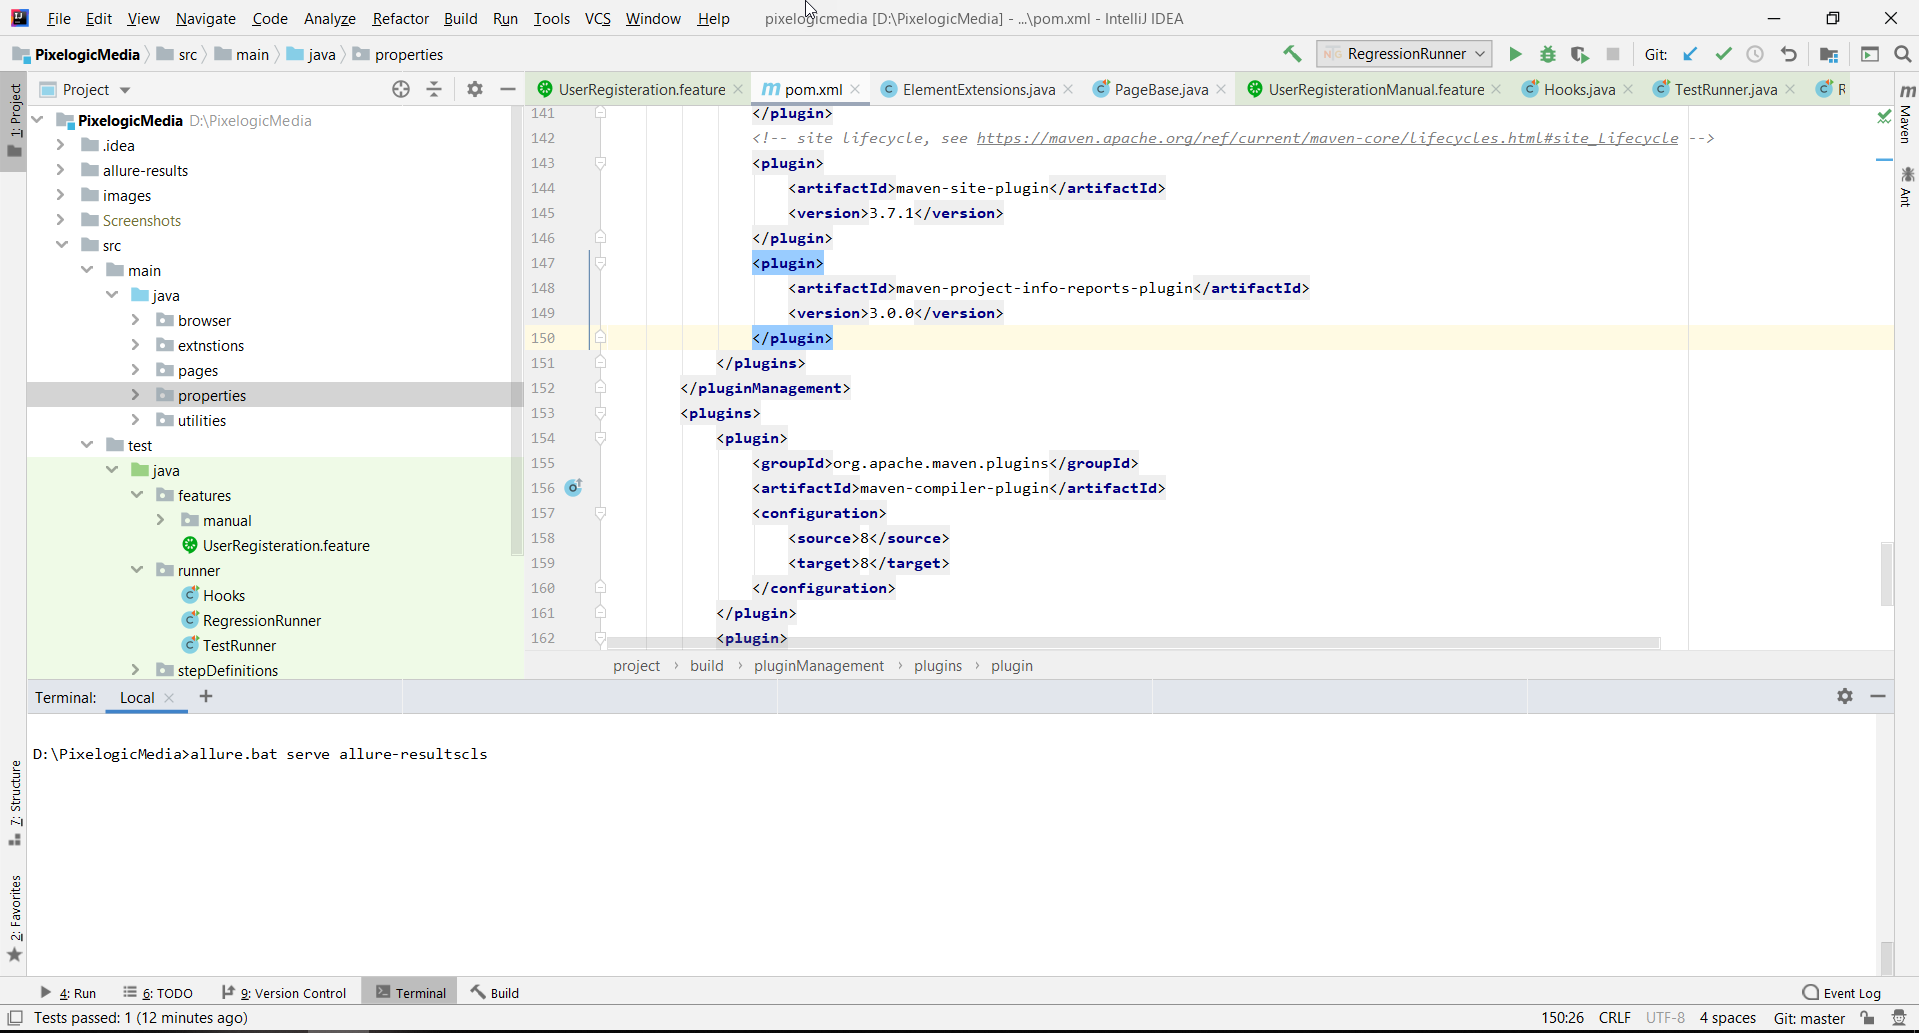 File Edit View Navigate Code Analyze Refactor Build Run Tools VCS Window Help pixelogicmedia [D:\PixelogicMedia] - ...\pom.xml - IntelliJ IDEA
PixelogicMedia src main java properties RegressionRunner Git:
Project
UserRegisteration.feature pom.xml ElementExtensions.java PageBase.java UserRegisterationManual.feature Hooks.java TestRunner.java R
1: Project
PixelogicMedia D:\PixelogicMedia
.idea
allure-results
images
Screenshots
src
main
java
browser
extnstions
pages
properties
utilities
test
java
features
manual
UserRegisteration.feature
runner
Hooks
RegressionRunner
TestRunner
stepDefinitions
141 </plugin>
142 <!-- site lifecycle, see https://maven.apache.org/ref/current/maven-core/lifecycles.html#site_Lifecycle -->
143 <plugin>
144 <artifactId>maven-site-plugin</artifactId>
145 <version>3.7.1</version>
146 </plugin>
147 <plugin>
148 <artifactId>maven-project-info-reports-plugin</artifactId>
149 <version>3.0.0</version>
150 </plugin>
151 </plugins>
152 </pluginManagement>
153 <plugins>
154 <plugin>
155 <groupId>org.apache.maven.plugins</groupId>
156 <artifactId>maven-compiler-plugin</artifactId>
157 <configuration>
158 <source>8</source>
159 <target>8</target>
160 </configuration>
161 </plugin>
162 <plugin>
project › build › pluginManagement › plugins › plugin
m Maven
Ant
Terminal: Local +
D:\PixelogicMedia>allure.bat serve allure-resultscls
7: Structure
2: Favorites
4: Run 6: TODO 9: Version Control Terminal Build Event Log
Tests passed: 1 (12 minutes ago) 150:26 CRLF UTF-8 4 spaces Git: master